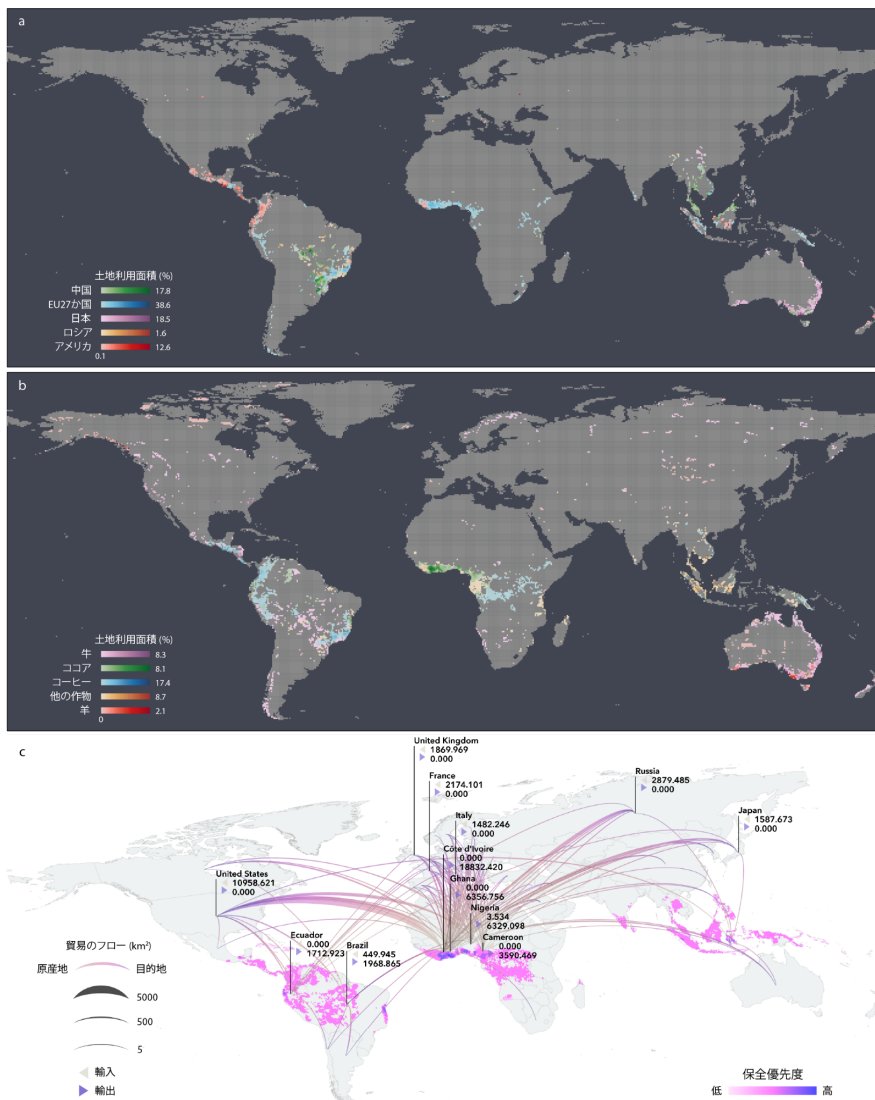 a
土地利用面積 (%)
中国 17.8
EU27か国 38.6
日本 18.5
ロシア 1.6
アメリカ 12.6
0.1
b
土地利用面積 (%)
牛 8.3
ココア 8.1
コーヒー 17.4
他の作物 8.7
羊 2.1
0
c
United Kingdom
1869.969
0.000
France
2174.101
0.000
Russia
2879.485
0.000
Italy
1482.246
0.000
Japan
1587.673
0.000
Côte d'Ivoire
0.000
18832.420
United States
10958.621
0.000
Ghana
0.000
6356.756
Nigeria
3.534
6329.098
Ecuador
0.000
1712.923
Brazil
449.945
1968.865
Cameroon
0.000
3590.469
貿易のフロー (km²)
原産地 目的地
5000
500
5
輸入
輸出
保全優先度
低 高